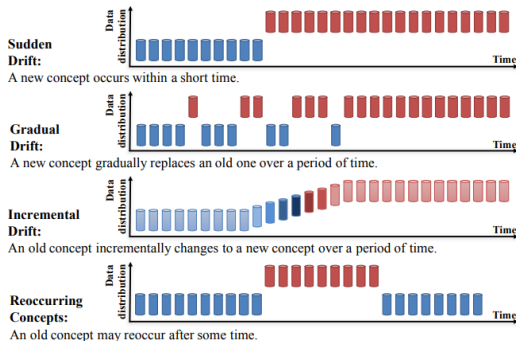 Data
distribution
Sudden
Drift:
Time
A new concept occurs within a short time.
Data
distribution
Gradual
Drift:
Time
A new concept gradually replaces an old one over a period of time.
Data
distribution
Incremental
Drift:
Time
An old concept incrementally changes to a new concept over a period of time.
Data
distribution
Reoccurring
Concepts:
Time
An old concept may reoccur after some time.